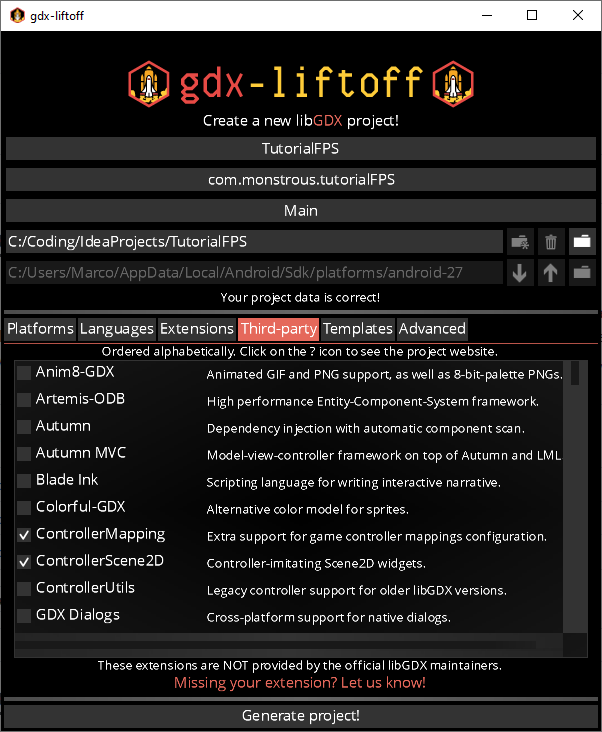 gdx-liftoff
gdx-liftoff
Create a new libGDX project!
TutorialFPS
com.monstrous.tutorialFPS
Main
C:/Coding/IdeaProjects/TutorialFPS
C:/Users/Marco/AppData/Local/Android/Sdk/platforms/android-27
Your project data is correct!
Platforms Languages Extensions Third-party Templates Advanced
Ordered alphabetically. Click on the ? icon to see the project website.
Anim8-GDX Animated GIF and PNG support, as well as 8-bit-palette PNGs.
Artemis-ODB High performance Entity-Component-System framework.
Autumn Dependency injection with automatic component scan.
Autumn MVC Model-view-controller framework on top of Autumn and LML
Blade Ink Scripting language for writing interactive narrative.
Colorful-GDX Alternative color model for sprites.
ControllerMapping Extra support for game controller mappings configuration.
ControllerScene2D Controller-imitating Scene2D widgets.
ControllerUtils Legacy controller support for older libGDX versions.
GDX Dialogs Cross-platform support for native dialogs.
These extensions are NOT provided by the official libGDX maintainers.
Missing your extension? Let us know!
Generate project!